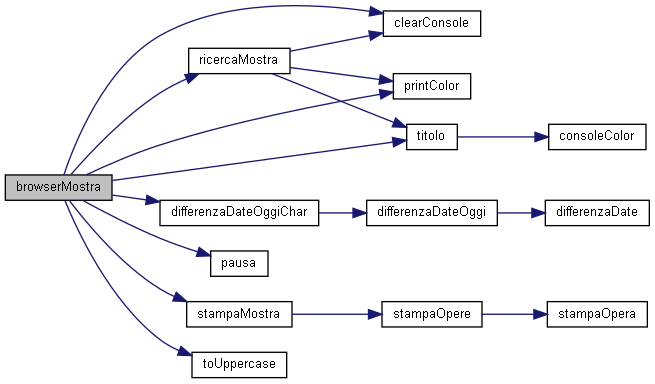 clearConsole
ricercaMostra
printColor
titolo
consoleColor
browserMostra
differenzaDateOggiChar
differenzaDateOggi
differenzaDate
pausa
stampaMostra
stampaOpere
stampaOpera
toUppercase